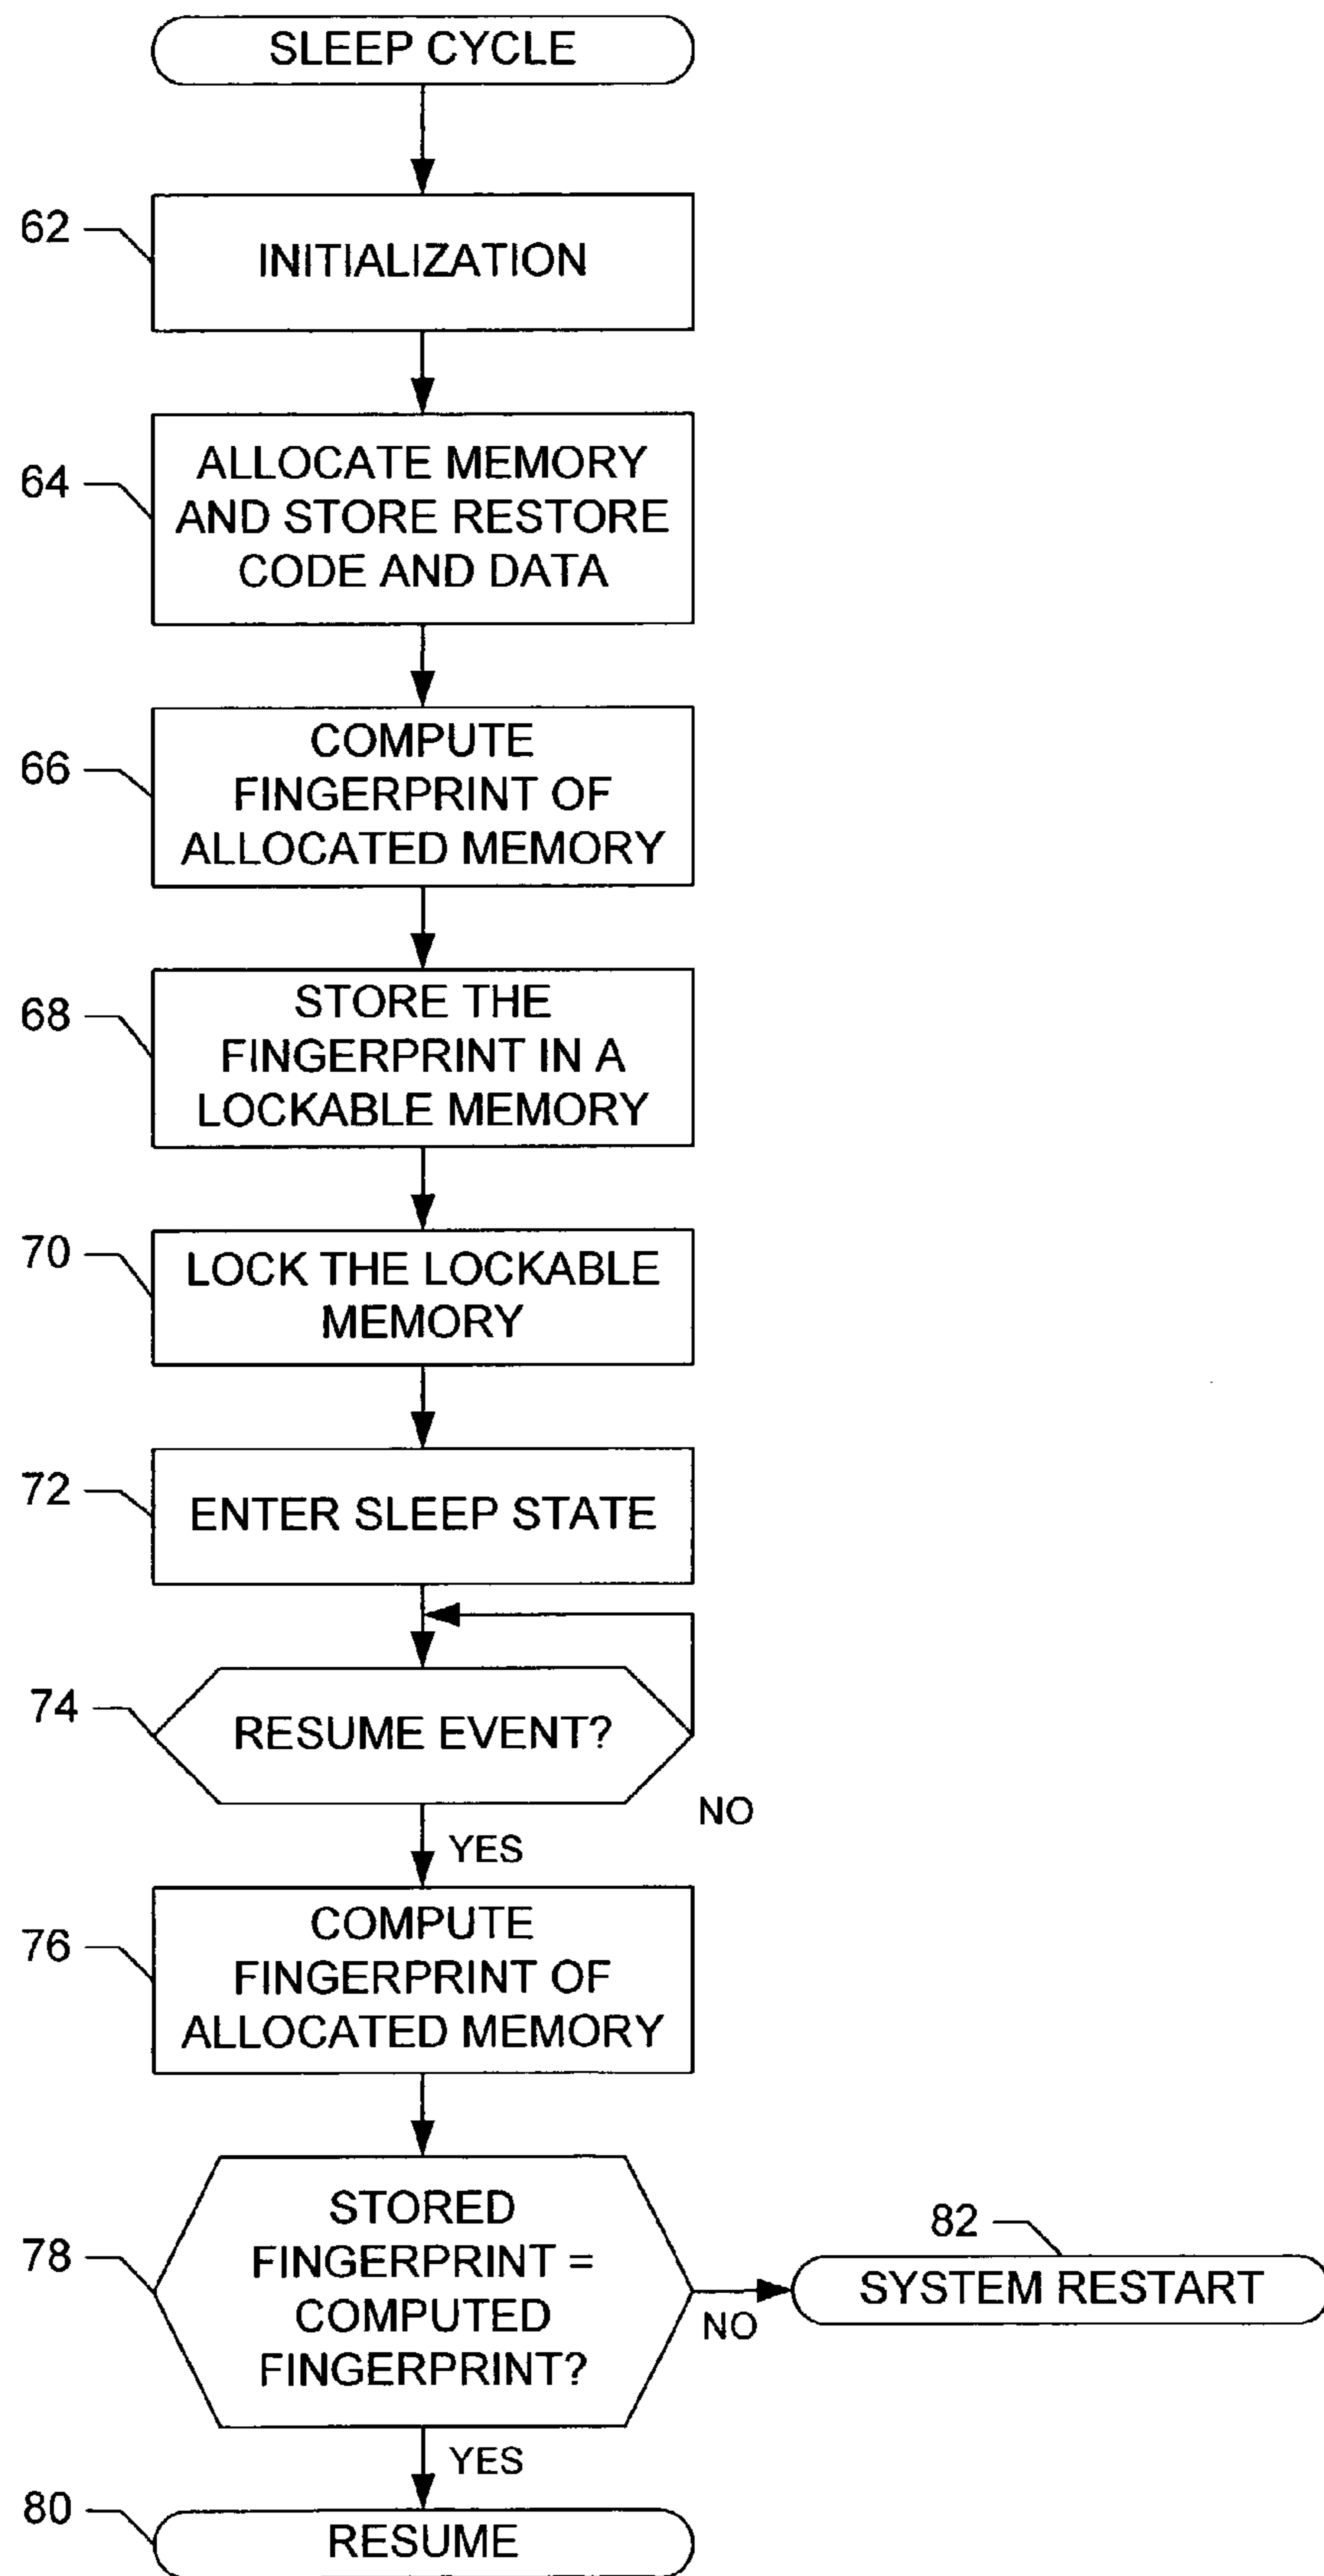 SLEEP CYCLE
62
INITIALIZATION
64
ALLOCATE MEMORY
AND STORE RESTORE
CODE AND DATA
66
COMPUTE
FINGERPRINT OF
ALLOCATED MEMORY
68
STORE THE
FINGERPRINT IN A
LOCKABLE MEMORY
70
LOCK THE LOCKABLE
MEMORY
72
ENTER SLEEP STATE
74
RESUME EVENT?
NO
YES
76
COMPUTE
FINGERPRINT OF
ALLOCATED MEMORY
78
STORED
FINGERPRINT =
COMPUTED
FINGERPRINT?
NO
82
SYSTEM RESTART
YES
80
RESUME